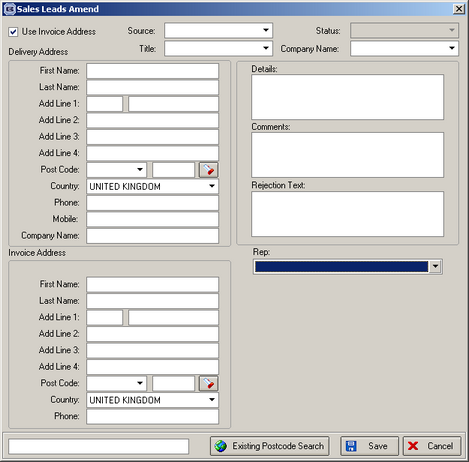 Sales Leads Amend
Use Invoice Address
Source:
Status:
Delivery Address
Title:
Company Name:
First Name:
Last Name:
Add Line 1:
Add Line 2:
Add Line 3:
Add Line 4:
Post Code:
Country:
UNITED KINGDOM
Phone:
Mobile:
Company Name:
Details:
Comments:
Rejection Text:
Invoice Address
Rep:
First Name:
Last Name:
Add Line 1:
Add Line 2:
Add Line 3:
Add Line 4:
Post Code:
Country:
UNITED KINGDOM
Phone:
Existing Postcode Search
Save
Cancel